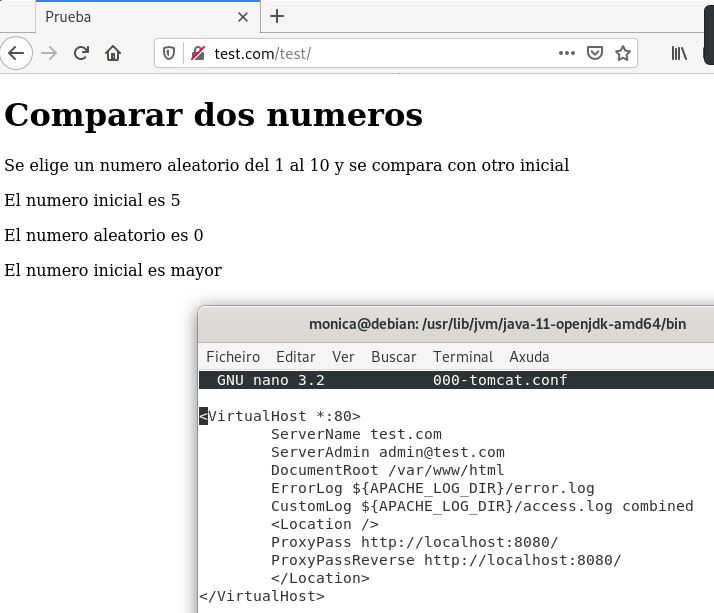 Prueba
test.com/test/
Comparar dos numeros
Se elige un numero aleatorio del 1 al 10 y se compara con otro inicial
El numero inicial es 5
El numero aleatorio es 0
El numero inicial es mayor
monica@debian: /usr/lib/jvm/java-11-openjdk-amd64/bin
Ficheiro Editar Ver Buscar Terminal Axuda
GNU nano 3.2 000-tomcat.conf
<VirtualHost *:80>
ServerName test.com
ServerAdmin admin@test.com
DocumentRoot /var/www/html
ErrorLog ${APACHE_LOG_DIR}/error.log
CustomLog ${APACHE_LOG_DIR}/access.log combined
<Location />
ProxyPass http://localhost:8080/
ProxyPassReverse http://localhost:8080/
</Location>
</VirtualHost>